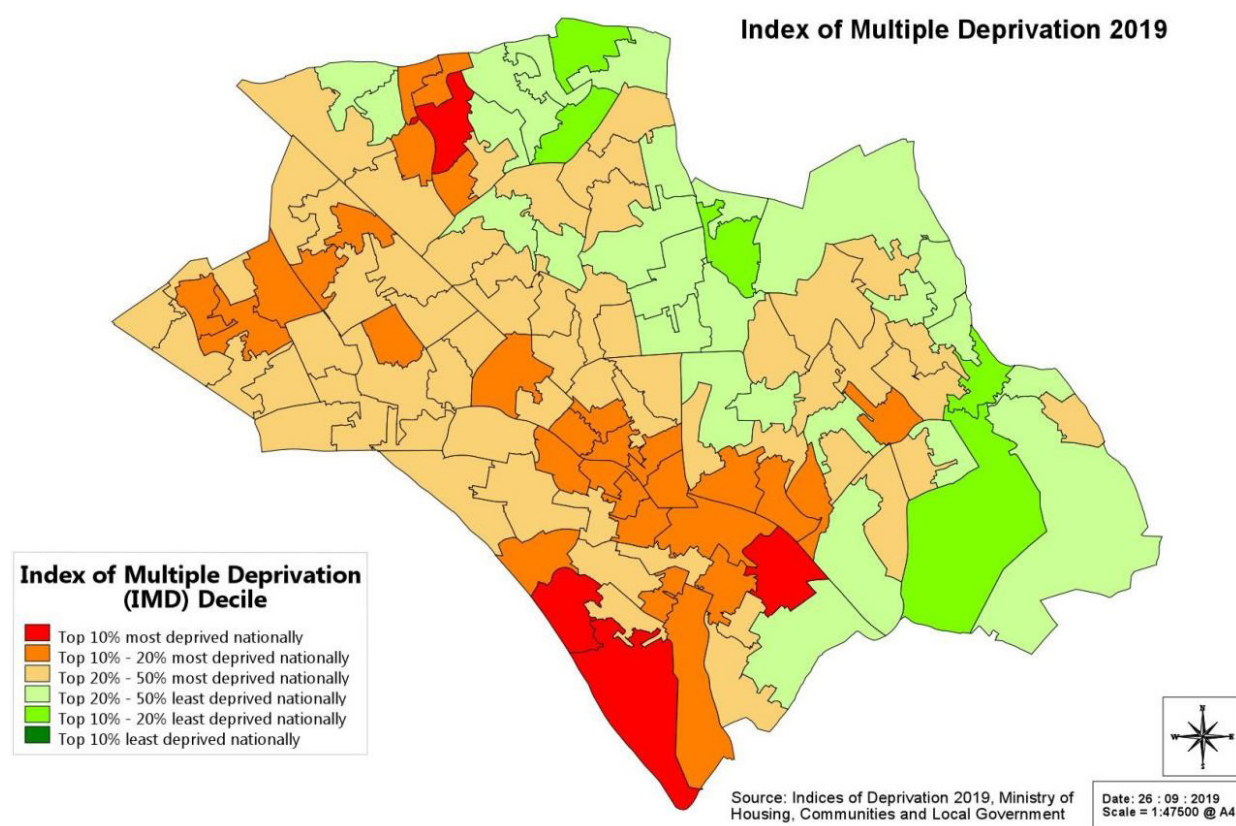 Index of Multiple Deprivation 2019
Index of Multiple Deprivation
(IMD) Decile
Top 10% most deprived nationally
Top 10% - 20% most deprived nationally
Top 20% - 50% most deprived nationally
Top 20% - 50% least deprived nationally
Top 10% - 20% least deprived nationally
Top 10% least deprived nationally
N
W E
S
Source: Indices of Deprivation 2019, Ministry of
Housing, Communities and Local Government
Date: 26 : 09 : 2019
Scale = 1:47500 @ A4